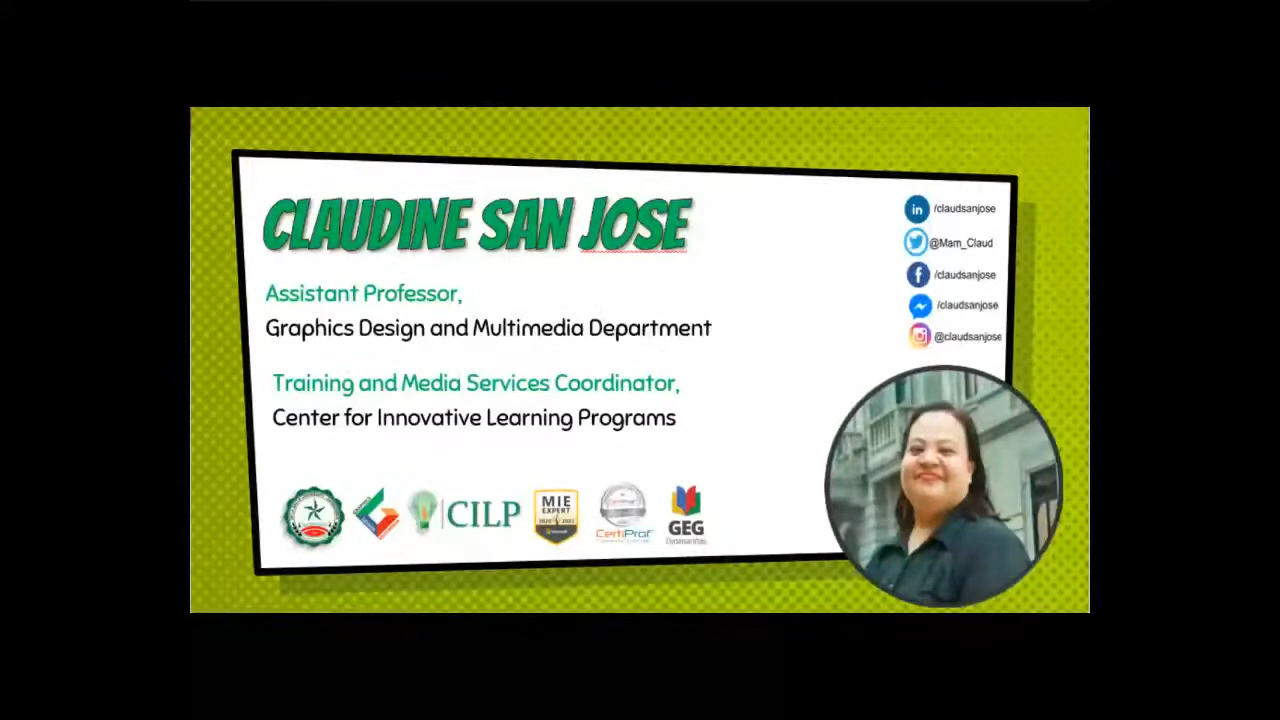 CLAUDINE SAN JOSE
Assistant Professor,
Graphics Design and Multimedia Department
Training and Media Services Coordinator,
Center for Innovative Learning Programs
in /claudsanjose
@Mam_Claud
f /claudsanjose
/claudsanjose
@claudsanjose
CILP
MIE
EXPERT
CertiProf
GEG